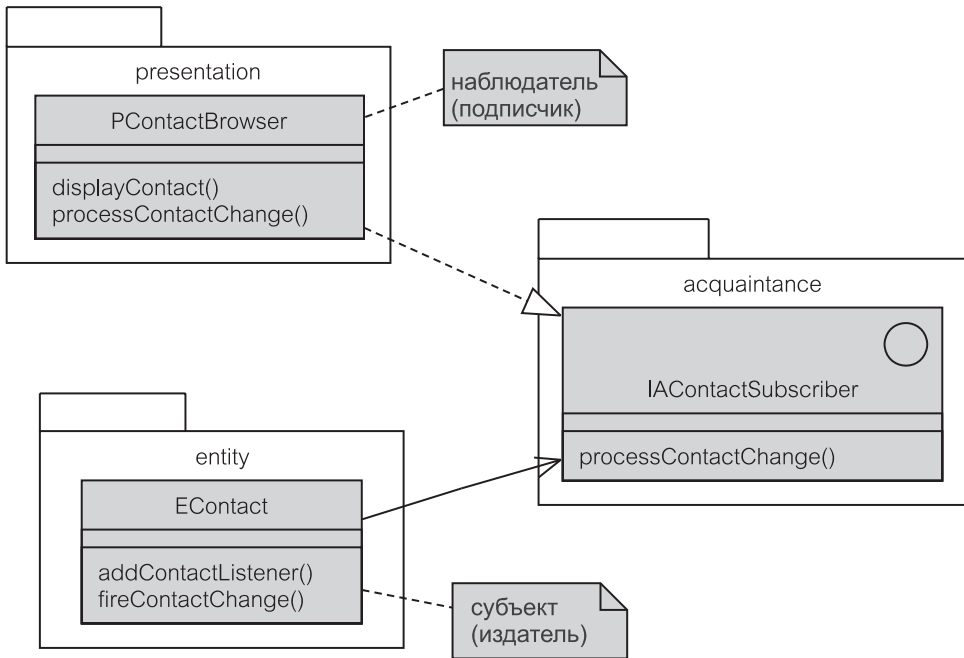 presentation
PContactBrowser
displayContact()
processContactChange()
наблюдатель
(подписчик)
acquaintance
IAContactSubscriber
processContactChange()
entity
EContact
addContactListener()
fireContactChange()
субъект
(издатель)